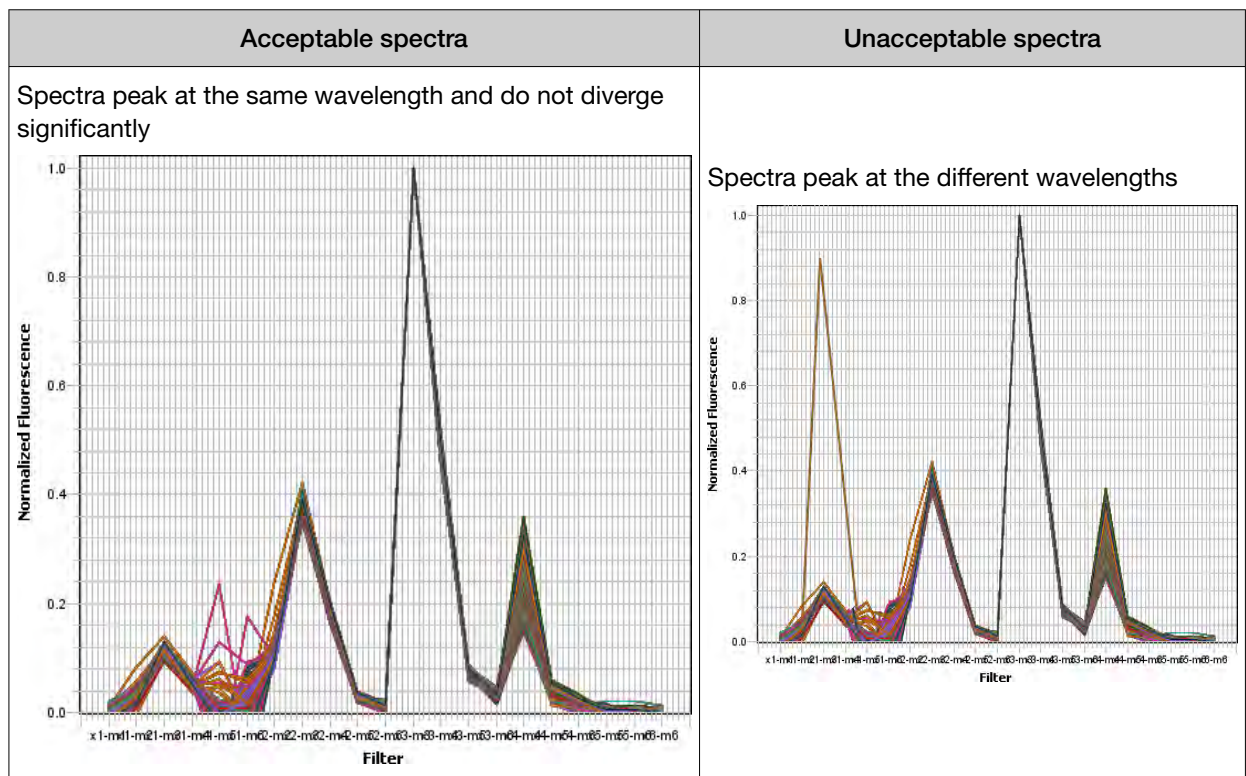 Acceptable spectra
Unacceptable spectra
Spectra peak at the same wavelength and do not diverge
significantly
1.0
0.8
0.6
0.4
0.2
0.0
Normalized Fluorescence
Filter
Spectra peak at the different wavelengths
1.0
0.8
0.6
0.4
0.2
0.0
Normalized Fluorescence
Filter